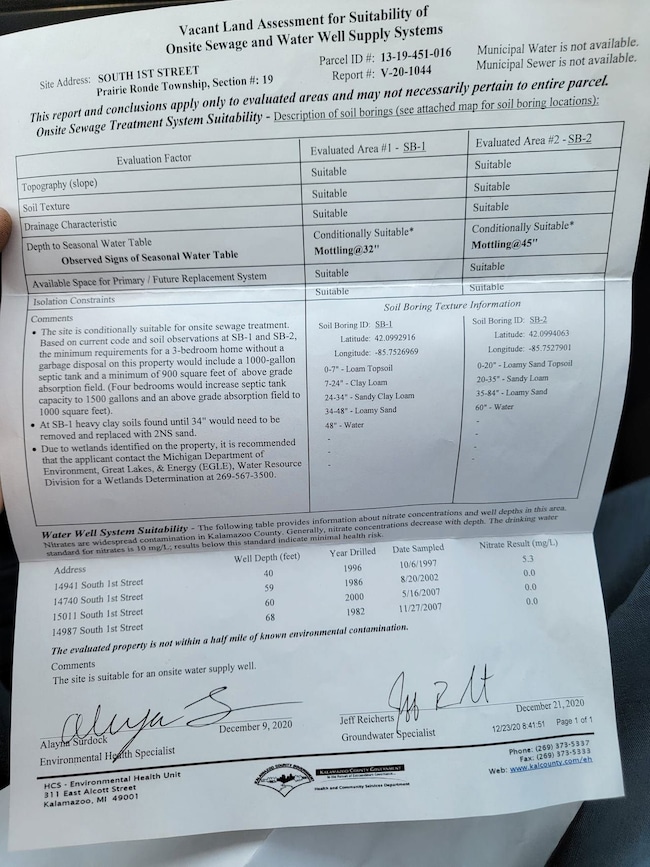 Vacant Land Assessment for Suitability of
Onsite Sewage and Water Well Supply Systems
Site Address: SOUTH 1ST STREET
Prairie Ronde Township, Section #: 19
Parcel ID #: 13-19-451-016
Report #: V-20-1044
Municipal Water is not available.
Municipal Sewer is not available.
This report and conclusions apply only to evaluated areas and may not necessarily pertain to entire parcel.
Onsite Sewage Treatment System Suitability - Description of soil borings (see attached map for soil boring locations):
Evaluation Factor Evaluated Area #1 - SB-1 Evaluated Area #2 - SB-2
Topography (slope) Suitable Suitable
Soil Texture Suitable Suitable
Drainage Characteristic Suitable Suitable
Depth to Seasonal Water Table Conditionally Suitable* Conditionally Suitable*
Observed Signs of Seasonal Water Table Mottling@32" Mottling@45"
Available Space for Primary / Future Replacement System Suitable Suitable
Isolation Constraints Suitable Suitable
Comments
• The site is conditionally suitable for onsite sewage treatment.
Based on current code and soil observations at SB-1 and SB-2,
the minimum requirements for a 3-bedroom home without a
garbage disposal on this property would include a 1000-gallon
septic tank and a minimum of 900 square feet of above grade
absorption field. (Four bedrooms would increase septic tank
capacity to 1500 gallons and an above grade absorption field to
1000 square feet).
• At SB-1 heavy clay soils found until 34" would need to be
removed and replaced with 2NS sand.
• Due to wetlands identified on the property, it is recommended
that the applicant contact the Michigan Department of
Environment, Great Lakes, & Energy (EGLE), Water Resource
Division for a Wetlands Determination at 269-567-3500.
Soil Boring Texture Information
Soil Boring ID: SB-1
Latitude: 42.0992916
Longitude: -85.7526969
0-7" - Loam Topsoil
7-24" - Clay Loam
24-34" - Sandy Clay Loam
34-48" - Loamy Sand
48" - Water
-
-
-
Soil Boring ID: SB-2
Latitude: 42.0994063
Longitude: -85.7527901
0-20" - Loamy Sand Topsoil
20-35" - Sandy Loam
35-84" - Loamy Sand
60" - Water
-
-
-
-
Water Well System Suitability - The following table provides information about nitrate concentrations and well depths in this area.
Nitrates are widespread contamination in Kalamazoo County. Generally, nitrate concentrations decrease with depth. The drinking water
standard for nitrates is 10 mg/L; results below this standard indicate minimal health risk.
Address Well Depth (feet) Year Drilled Date Sampled Nitrate Result (mg/L)
14941 South 1st Street 40 1996 10/6/1997 5.3
14740 South 1st Street 59 1986 8/20/2002 0.0
15011 South 1st Street 60 2000 5/16/2007 0.0
14987 South 1st Street 68 1982 11/27/2007 0.0
The evaluated property is not within a half mile of known environmental contamination.
Comments
The site is suitable for an onsite water supply well.
Alayna Surdock December 9, 2020
Environmental Health Specialist
Jeff Reicherts December 21, 2020
Groundwater Specialist
12/23/20 8:41:51 Page 1 of 1
HCS - Environmental Health Unit
311 East Alcott Street
Kalamazoo, MI 49001
KALAMAZOO COUNTY GOVERNMENT
Health and Community Services Department
Phone: (269) 373-5337
Fax: (269) 373-5333
Web: www.kalcounty.com/eh